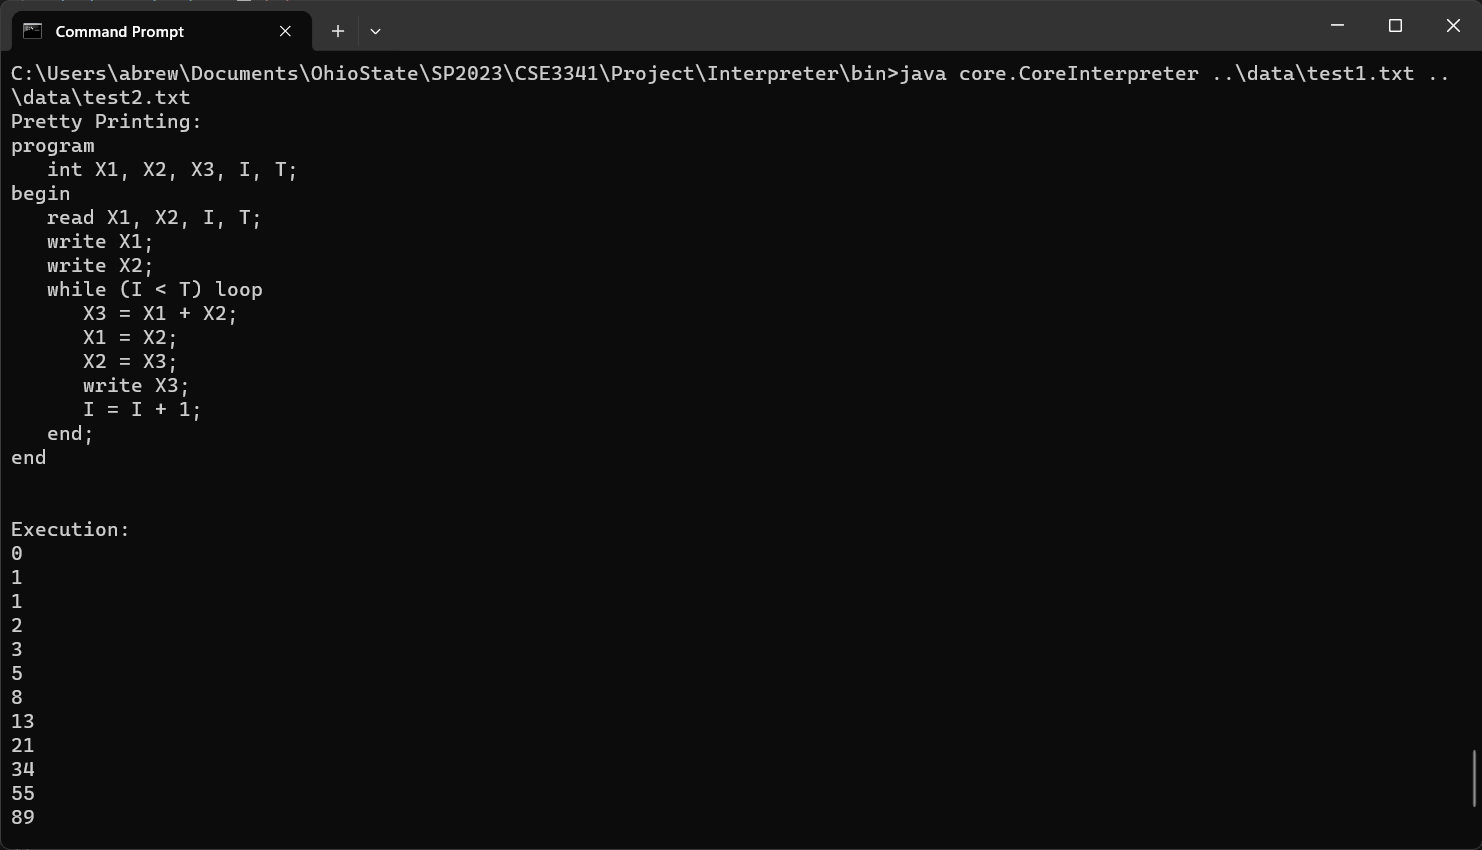 Command Prompt
C:\Users\abrew\Documents\OhioState\SP2023\CSE3341\Project\Interpreter\bin>java core.CoreInterpreter ..\data\test1.txt ..
\data\test2.txt
Pretty Printing:
program
   int X1, X2, X3, I, T;
begin
   read X1, X2, I, T;
   write X1;
   write X2;
   while (I < T) loop
      X3 = X1 + X2;
      X1 = X2;
      X2 = X3;
      write X3;
      I = I + 1;
   end;
end
Execution:
0
1
1
2
3
5
8
13
21
34
55
89